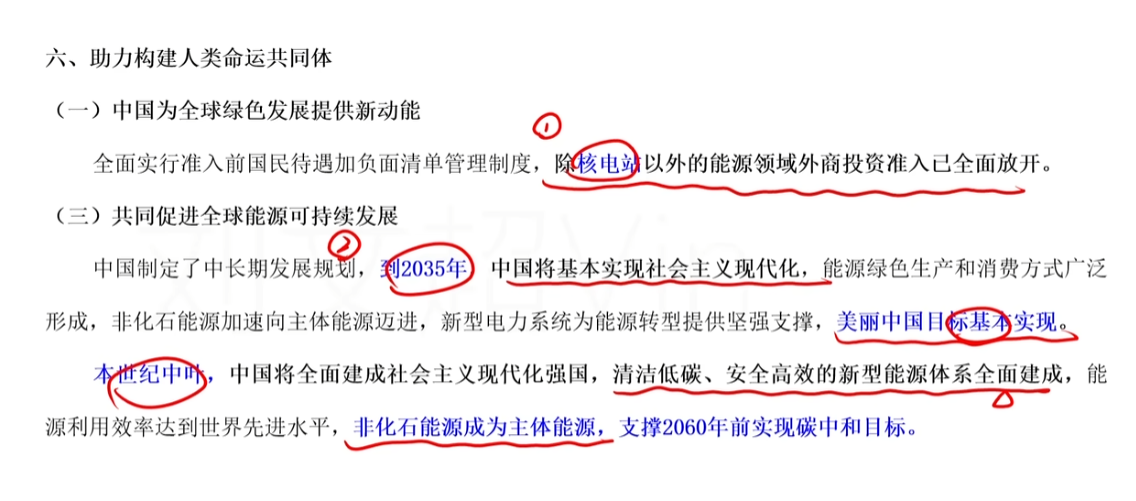 六、助力构建人类命运共同体
（一）中国为全球绿色发展提供新动能
①
全面实行准入前国民待遇加负面清单管理制度，除核电站以外的能源领域外商投资准入已全面放开。
（三）共同促进全球能源可持续发展
②
中国制定了中长期发展规划，到2035年 中国将基本实现社会主义现代化，能源绿色生产和消费方式广泛
形成，非化石能源加速向主体能源迈进，新型电力系统为能源转型提供坚强支撑，美丽中国目标基本实现。
本世纪中叶，中国将全面建成社会主义现代化强国，清洁低碳、安全高效的新型能源体系全面建成，能
源利用效率达到世界先进水平，非化石能源成为主体能源，支撑2060年前实现碳中和目标。